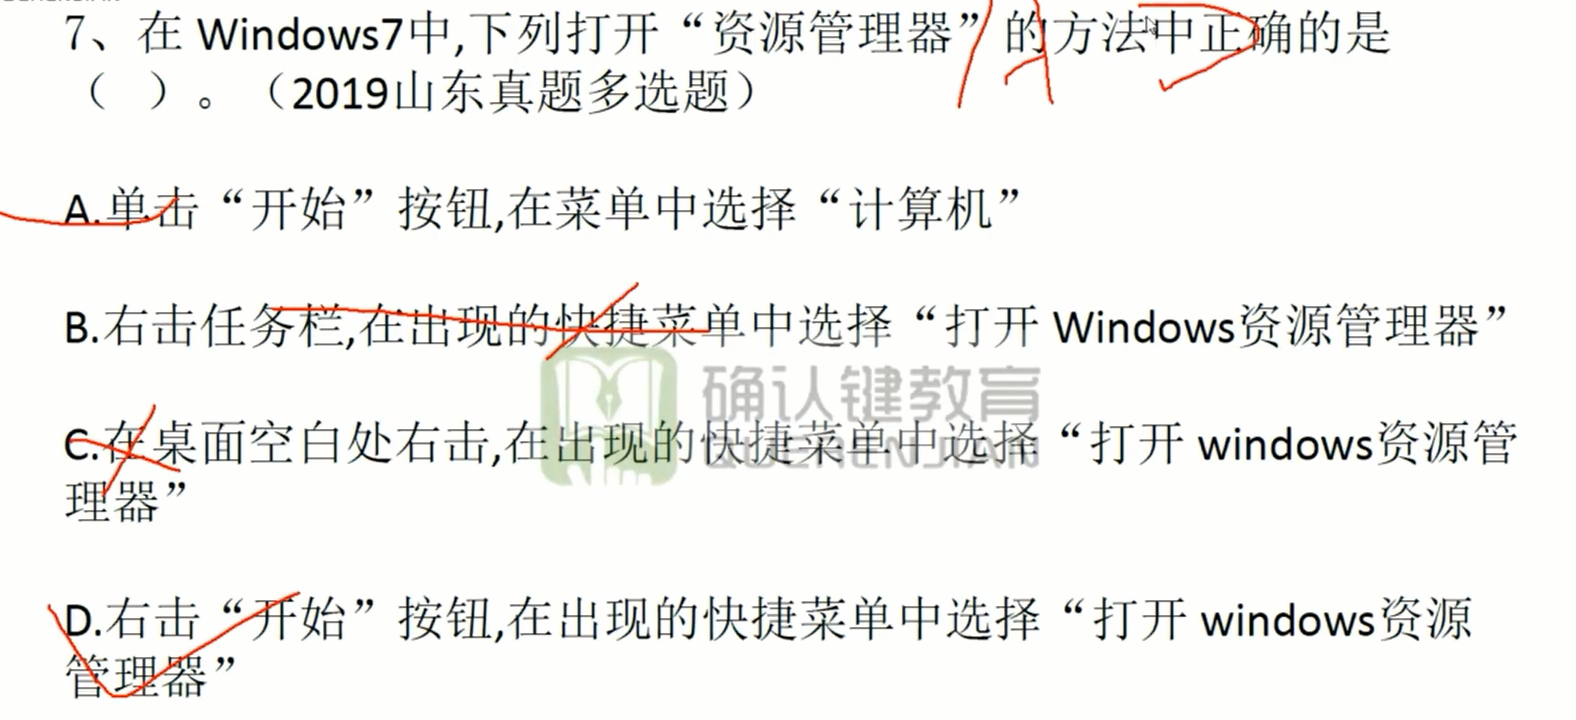 7、在 Windows7中,下列打开“资源管理器”的方法中正确的是
（ ）。（2019山东真题多选题）
A D
A.单击“开始”按钮,在菜单中选择“计算机”
B.右击任务栏,在出现的快捷菜单中选择“打开 Windows资源管理器”
确认键教育
QUERENJIAN
C.在桌面空白处右击,在出现的快捷菜单中选择“打开 windows资源管
理器”
D.右击“开始”按钮,在出现的快捷菜单中选择“打开 windows资源
管理器”